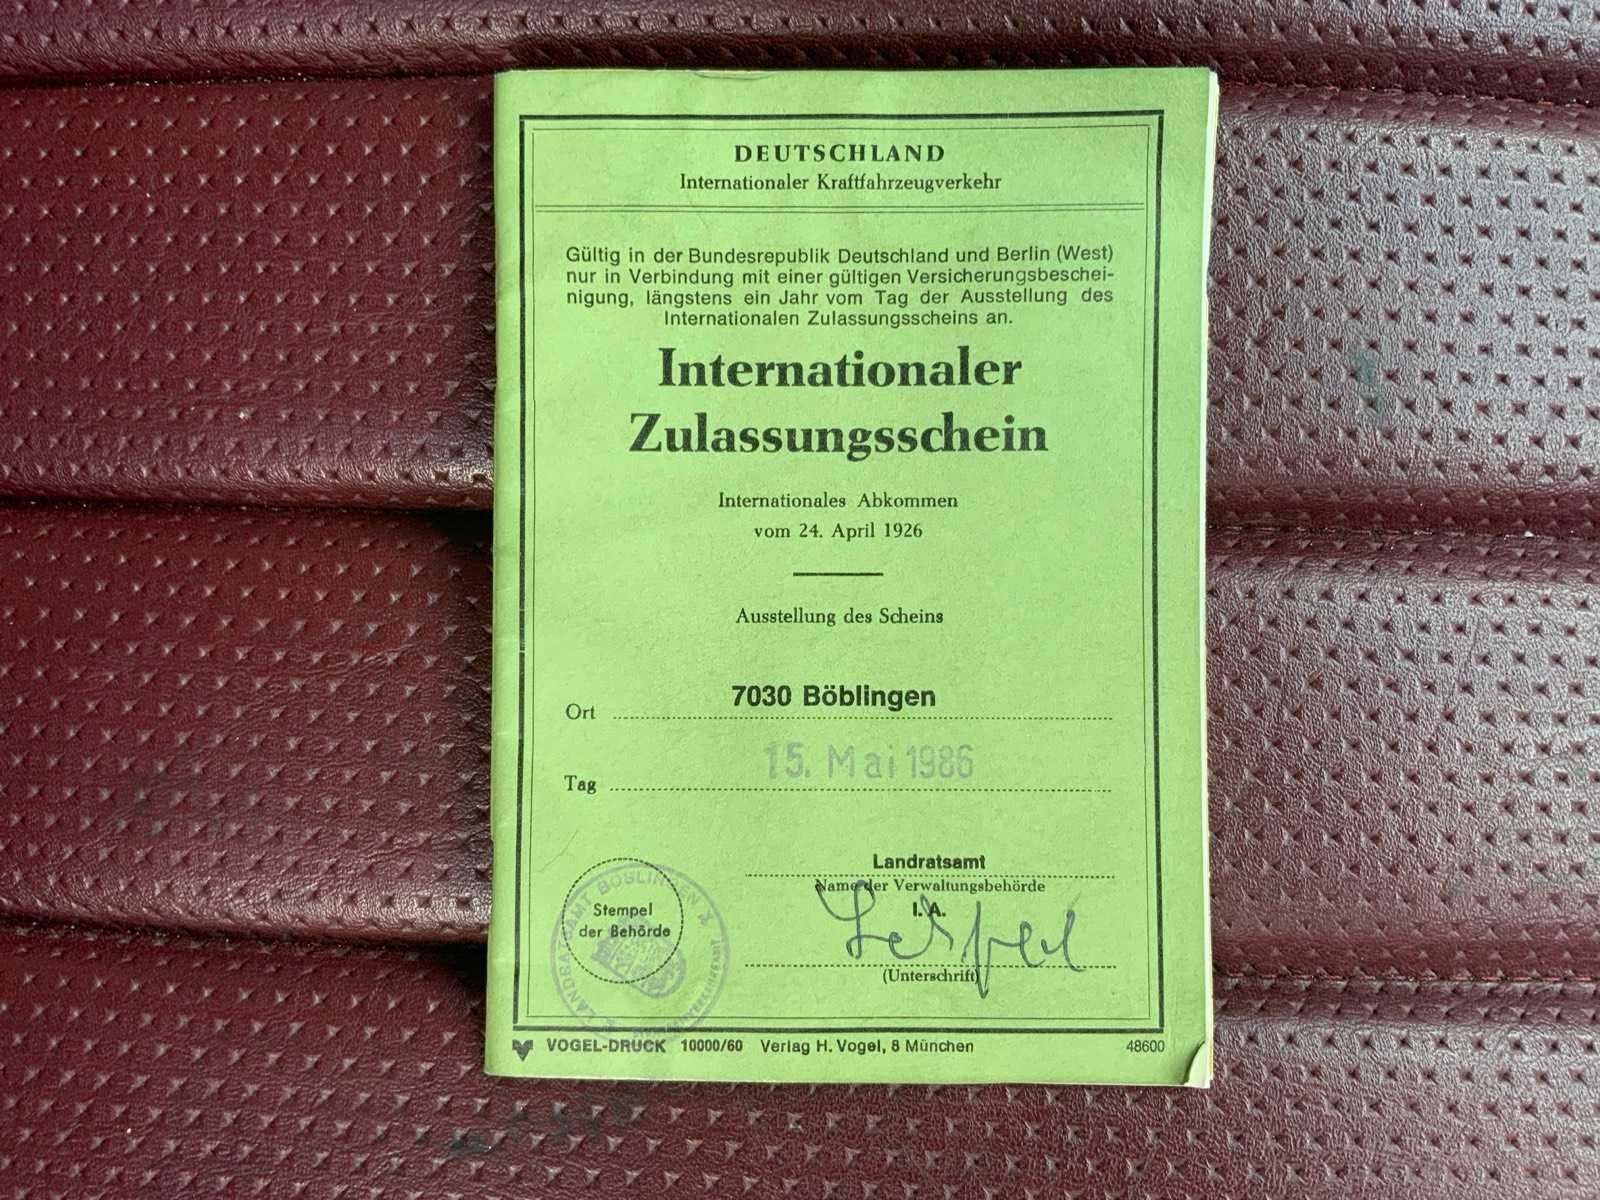 DEUTSCHLAND
Internationaler Kraftfahrzeugverkehr
Gültig in der Bundesrepublik Deutschland und Berlin (West)
nur in Verbindung mit einer gültigen Versicherungsbeschei-
nigung, längstens ein Jahr vom Tag der Ausstellung des
Internationalen Zulassungsscheins an.
Internationaler
Zulassungsschein
Internationales Abkommen
vom 24. April 1926
Ausstellung des Scheins
Ort 7030 Böblingen
Tag 15. Mai 1986
Landratsamt
Name der Verwaltungsbehörde
I. A.
(Unterschrift)
Stempel
der Behörde
LANDRATSAMT BÖBLINGEN
VOGEL-DRUCK 10000/60 Verlag H. Vogel, 8 München 48600